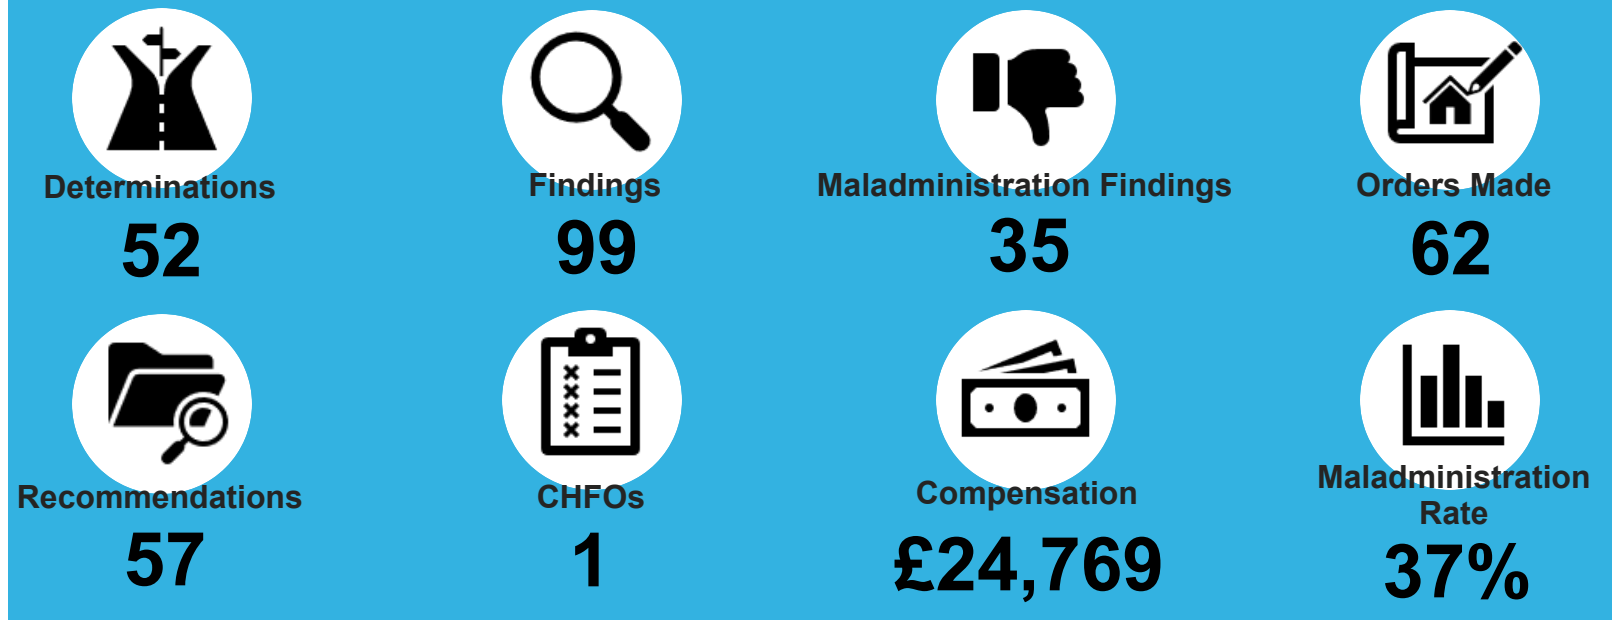 Determinations
52
Findings
99
Maladministration Findings
35
Orders Made
62
Recommendations
57
CHFOs
1
Compensation
£24,769
Maladministration
Rate
37%